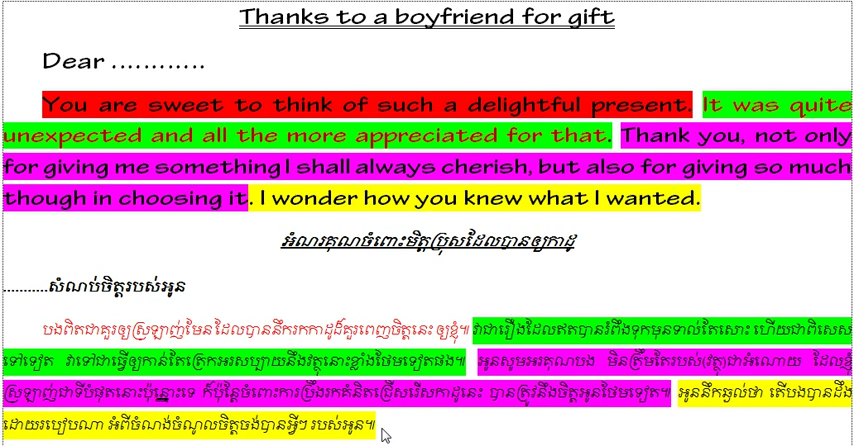 Thanks to a boyfriend for gift
Dear …………
You are sweet to think of such a delightful present. It was quite
unexpected and all the more appreciated for that. Thank you, not only
for giving me something I shall always cherish, but also for giving so much
though in choosing it. I wonder how you knew what I wanted.
អំណរគុណចំពោះមិត្តប្រុសដែលបានឲ្យកាដូ
...........សំណប់ចិត្តរបស់អូន
បងពិតជាគួរឲ្យស្រឡាញ់មែនដែលបាននឹករកកាដូដ៏គួរពេញចិត្តនេះឲ្យខ្ញុំ៕ វាជារឿងដែលឥតបានរំពឹងទុកមុនទាល់តែសោះ ហើយជាពិសេស
ទៅទៀត វាទៅជាធ្វើឲ្យកាន់តែត្រេកអរសប្បាយនឹងវត្ថុនោះខ្លាំងថែមទៀតផង៕ អូនសូមអរគុណបង មិនត្រឹមតែរបស់(វត្ថុ)ជាអំណោយ ដែលខ្ញុំ
ស្រឡាញ់ជាទីបំផុតនោះប៉ុន្នោះទេ ក៏ប៉ុន្តែចំពោះការប្រឹងរកគំនិតជ្រើសរើសកាដូនេះ បានត្រូវនឹងចិត្តអូនថែមទៀត៕ អូននឹកឆ្ងល់ថា តើបងបានដឹង
ដោយរបៀបណា អំពីចំណង់ចំណូលចិត្តចង់បានអ្វីៗ របស់អូន៕